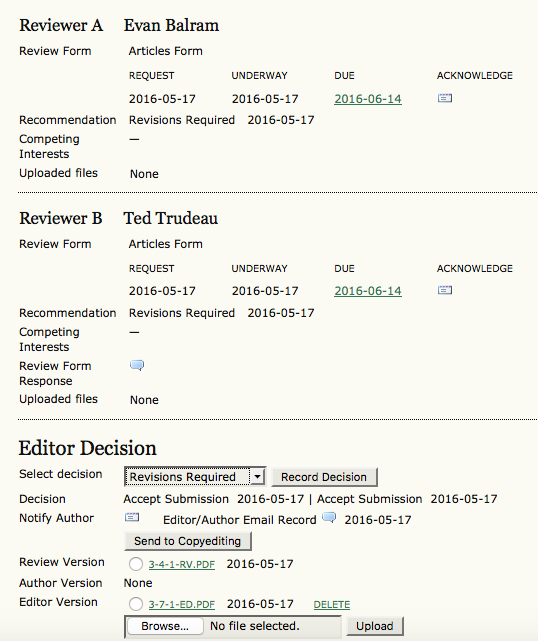 Reviewer A Evan Balram
Review Form Articles Form
REQUEST UNDERWAY DUE ACKNOWLEDGE
2016-05-17 2016-05-17 2016-06-14
Recommendation Revisions Required 2016-05-17
Competing
Interests —
Uploaded files None
Reviewer B Ted Trudeau
Review Form Articles Form
REQUEST UNDERWAY DUE ACKNOWLEDGE
2016-05-17 2016-05-17 2016-06-14
Recommendation Revisions Required 2016-05-17
Competing
Interests —
Review Form
Response
Uploaded files None
Editor Decision
Select decision Revisions Required Record Decision
Decision Accept Submission 2016-05-17 | Accept Submission 2016-05-17
Notify Author Editor/Author Email Record 2016-05-17
Send to Copyediting
Review Version 3-4-1-RV.PDF 2016-05-17
Author Version None
Editor Version 3-7-1-ED.PDF 2016-05-17 DELETE
Browse... No file selected. Upload